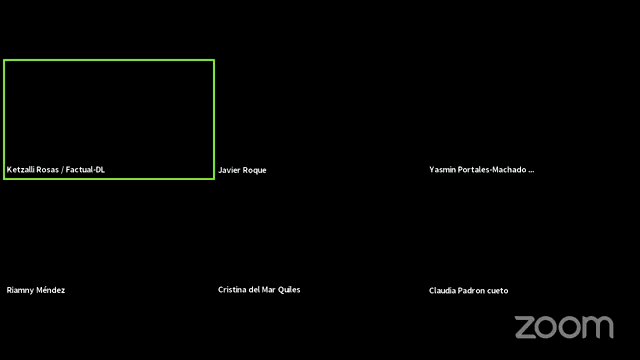 Ketzalli Rosas / Factual-DL
Javier Roque
Yasmin Portales-Machado ...
Riamny Méndez
Cristina del Mar Quiles
Claudia Padron cueto
zoom